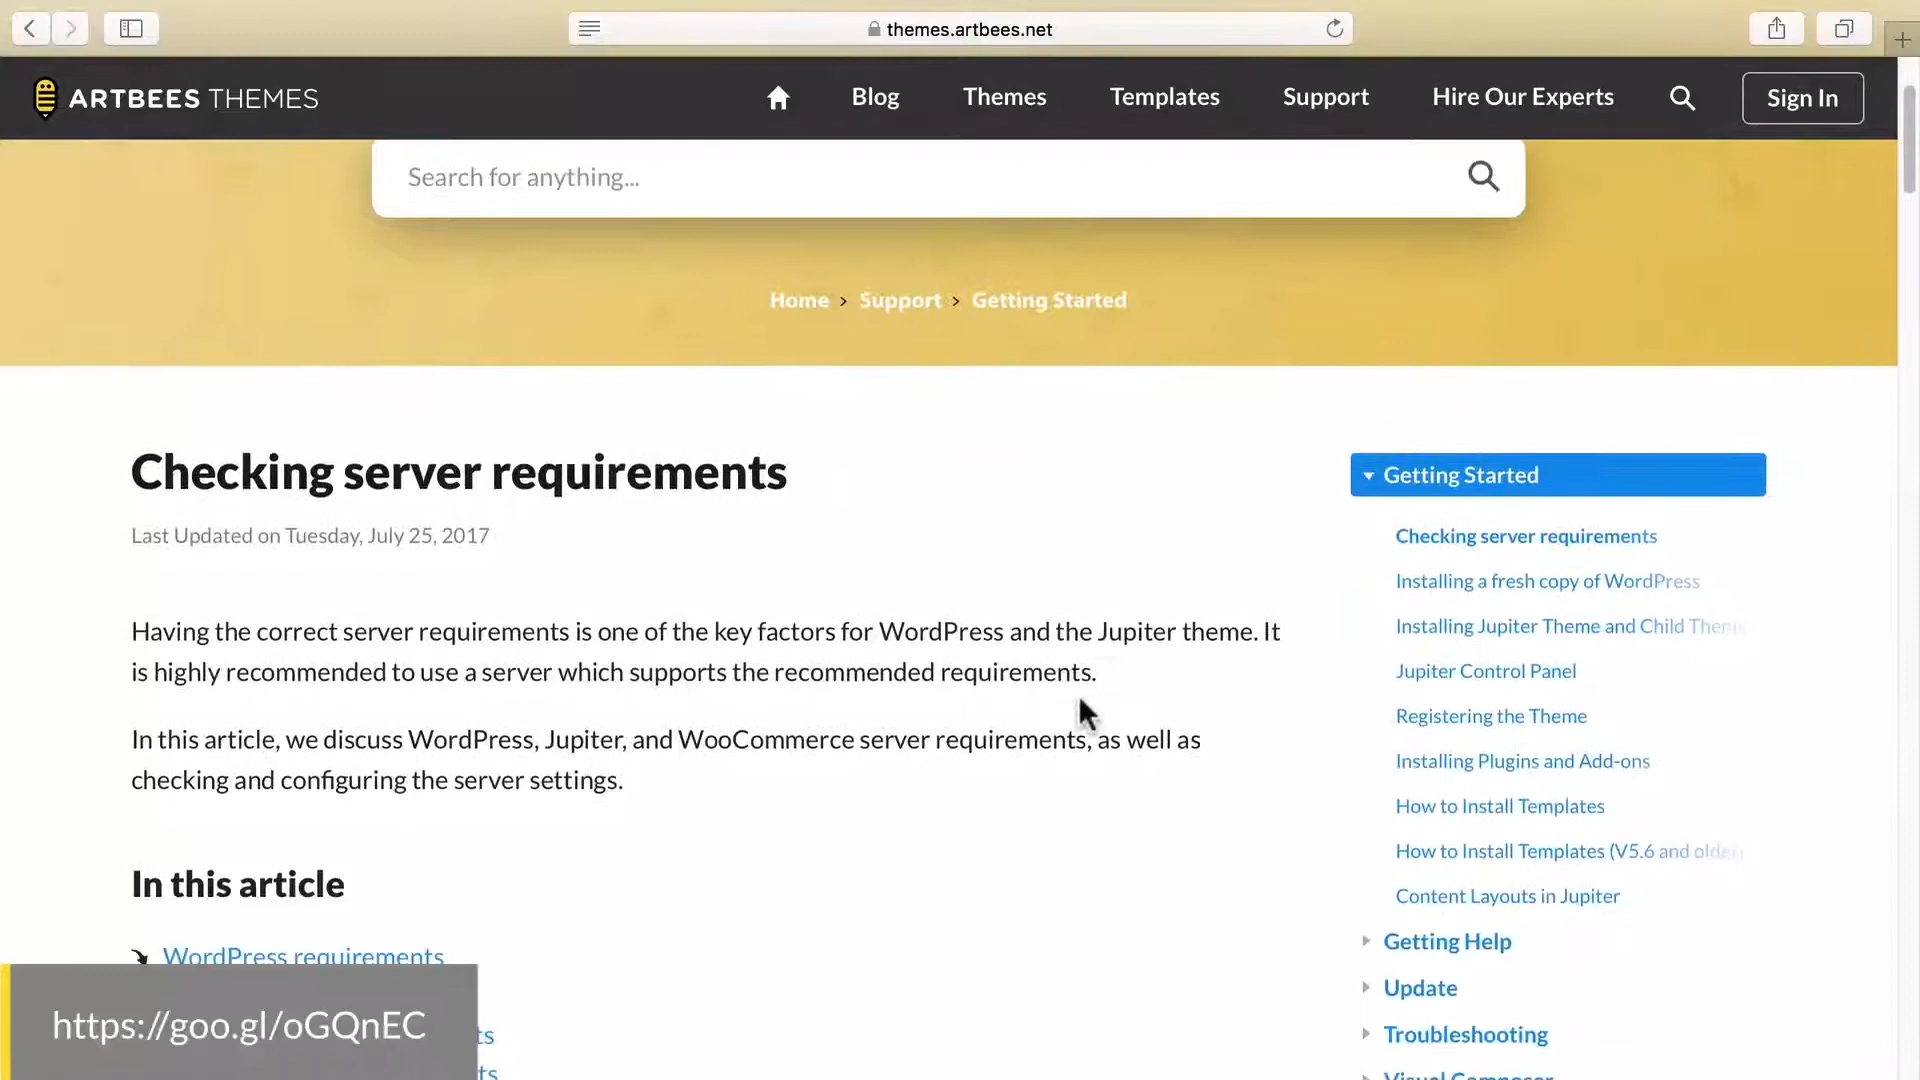 themes.artbees.net
ARTBEES THEMES
Blog
Themes
Templates
Support
Hire Our Experts
Sign In
Search for anything...
Home > Support > Getting Started
Checking server requirements
Last Updated on Tuesday, July 25, 2017
Having the correct server requirements is one of the key factors for WordPress and the Jupiter theme. It
is highly recommended to use a server which supports the recommended requirements.
In this article, we discuss WordPress, Jupiter, and WooCommerce server requirements, as well as
checking and configuring the server settings.
In this article
WordPress requirements
ts
ts
https://goo.gl/oGQnEC
Getting Started
Checking server requirements
Installing a fresh copy of WordPress
Installing Jupiter Theme and Child Them
Jupiter Control Panel
Registering the Theme
Installing Plugins and Add-ons
How to Install Templates
How to Install Templates (V5.6 and older)
Content Layouts in Jupiter
Getting Help
Update
Troubleshooting
Visual Composer